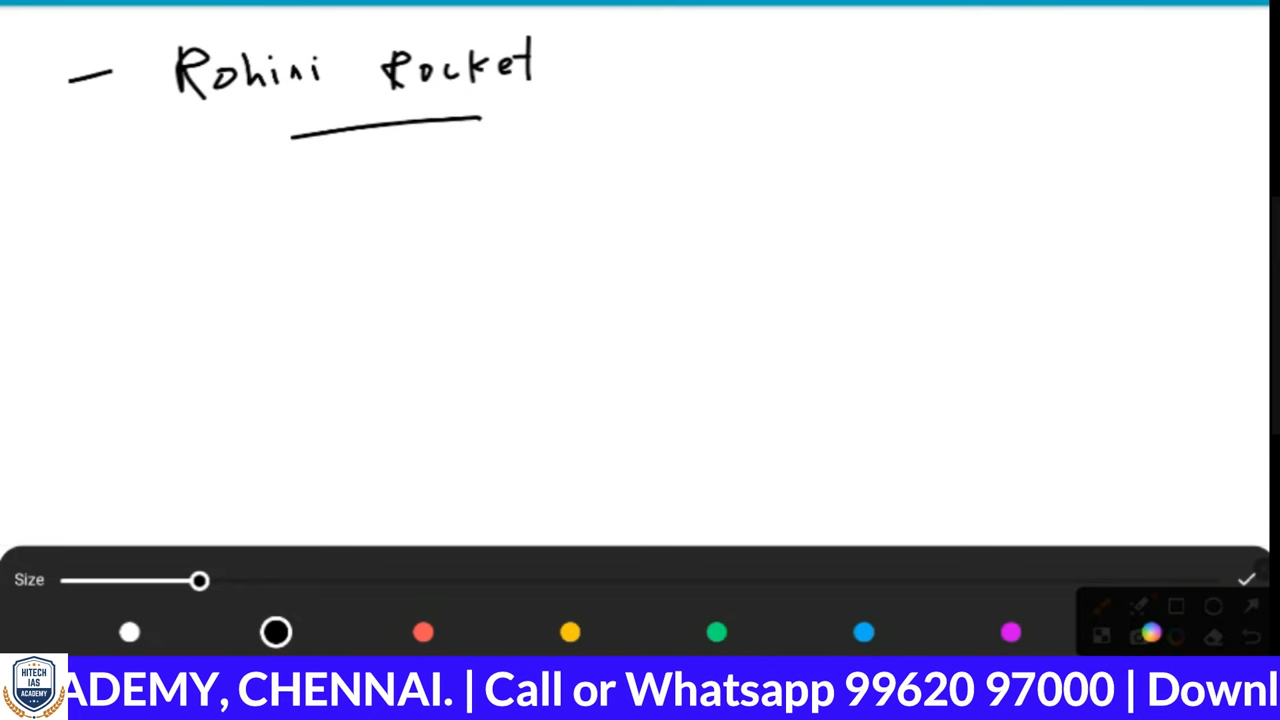 — Rohini Rocket
Size
HITECH
IAS
ACADEMY
ADEMY, CHENNAI. | Call or Whatsapp 99620 97000 | Downl